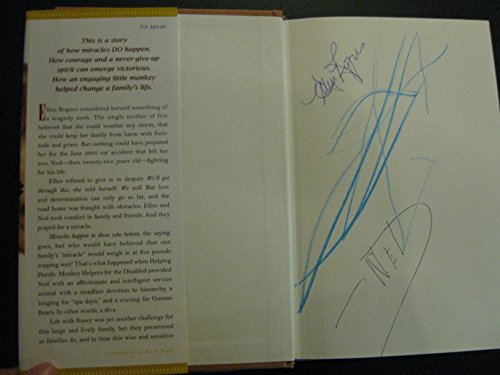 U.S. $25.00
This is a story
of how miracles DO happen.
How courage and a never-give-up
spirit can emerge victorious.
How an engaging little monkey
helped change a family's life.
Ellen Rogers considered herself something of
a tragedy snob. The single mother of five
believed that she could weather any storm, that
she could keep her family from harm with forti-
tude and grace. But nothing could have prepared
her for the June 2005 car accident that left her
son, Ned—then twenty-two years old—fighting
for his life.
Ellen refused to give in to despair. We'll get
through this, she told herself. We will. But love and
determination can only go so far, and the
road home was fraught with obstacles. Ellen and
Ned took comfort in family and friends. And they
prayed for a miracle.
Miracles happen to those who believe, the saying
goes, but who would have believed that one
family's "miracle" would weigh in at five pounds
sopping wet? That's what happened when Helping
Hands: Monkey Helpers for the Disabled provided
Ned with an affectionate and intelligent service
animal with a steadfast devotion to hierarchy, a
longing for "spa days," and a craving for Gummi
Bears. In other words, a diva.
Life with Kasey was yet another challenge for
this large and lively family, but they persevered
as families do, and in time this wise and sensitive
(continued on back flap)
NED